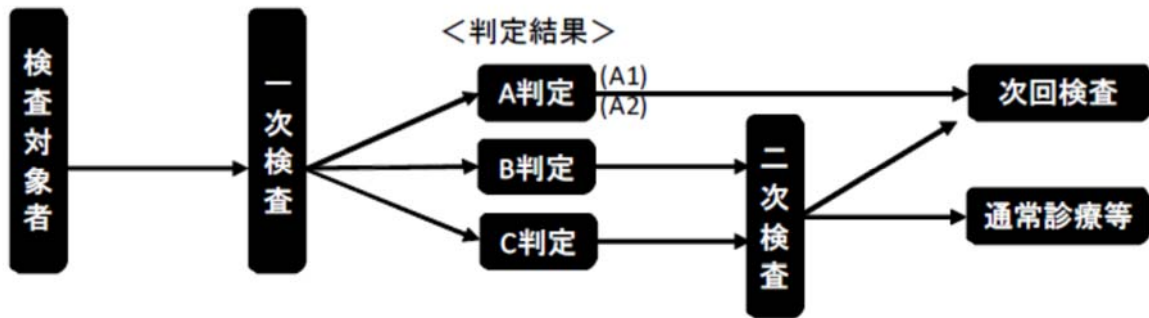 検査対象者
一次検査
＜判定結果＞
A判定
(A1)
(A2)
B判定
C判定
二次検査
次回検査
通常診療等